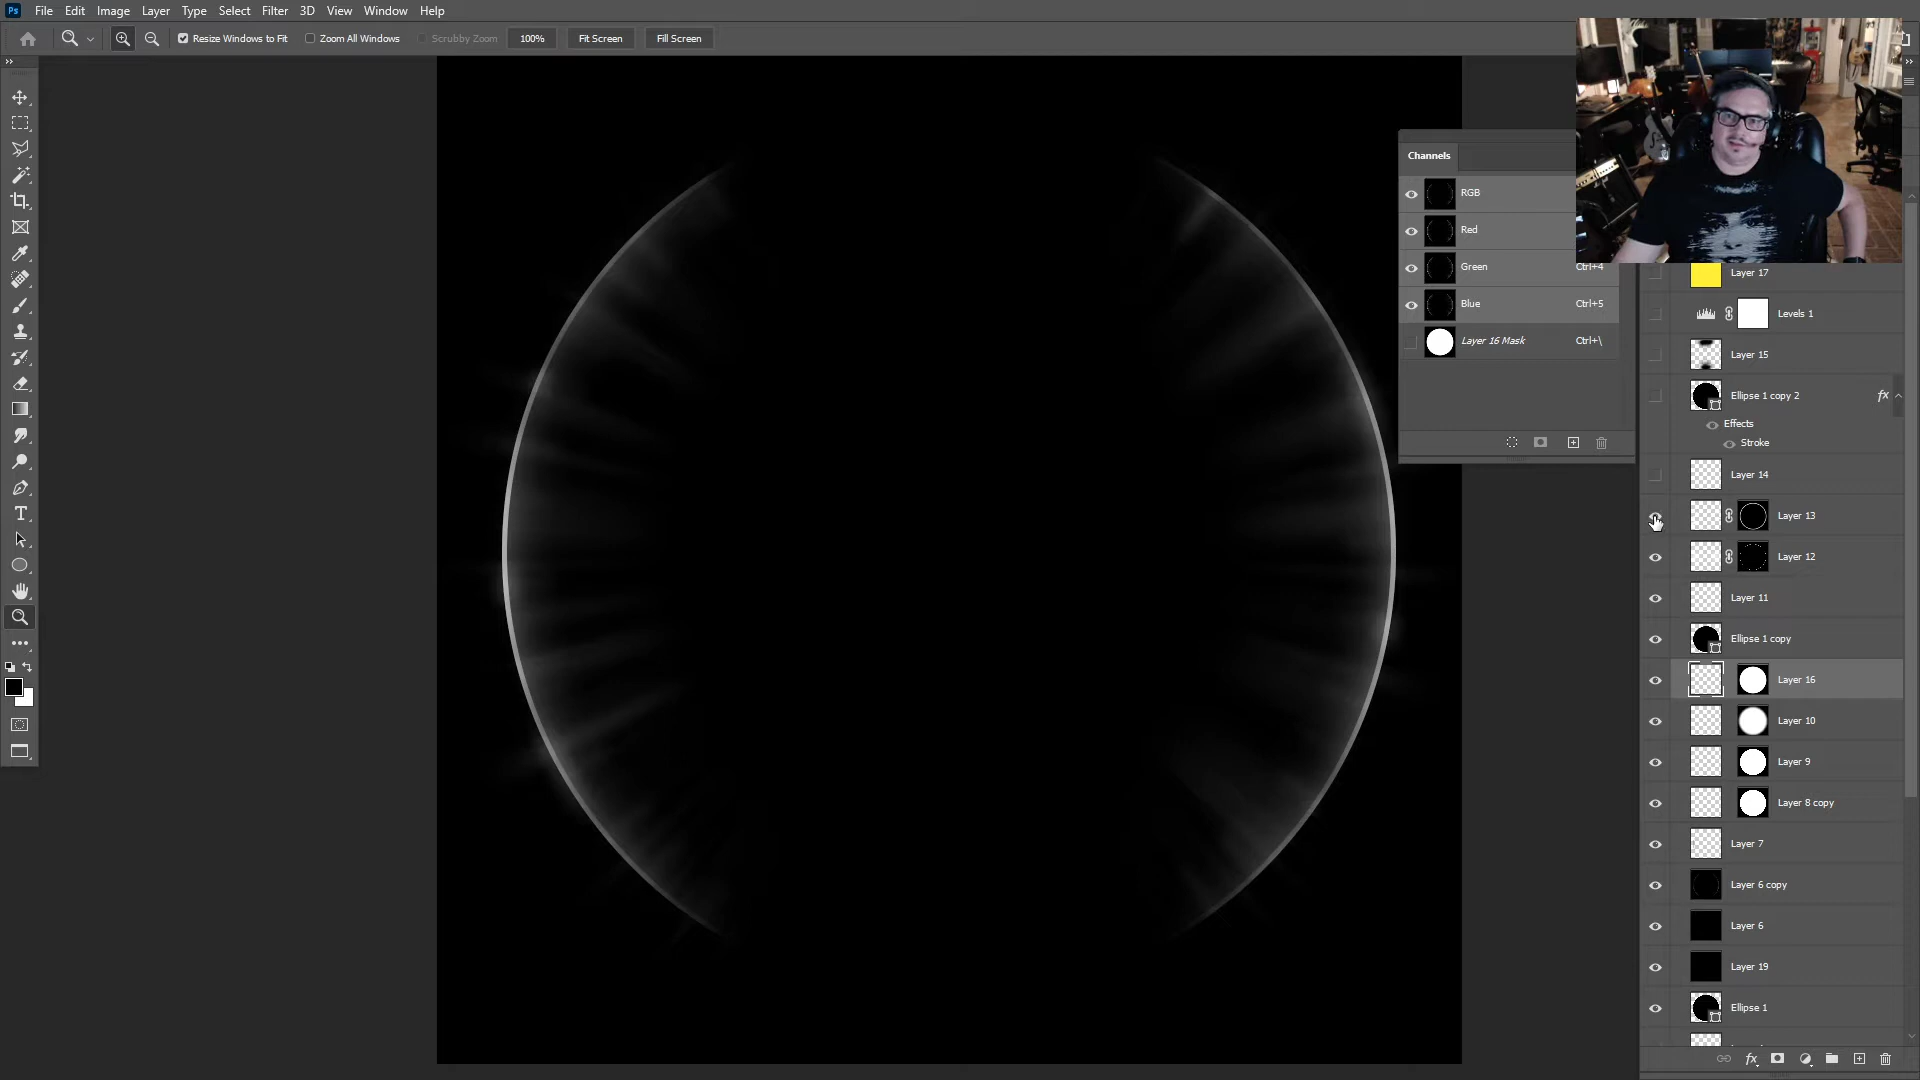 Ps File Edit Image Layer Type Select Filter 3D View Window Help
Resize Windows to Fit Zoom All Windows Scrubby Zoom 100% Fit Screen Fill Screen
Channels
RGB
Red
Green Ctrl+4
Blue Ctrl+5
Layer 16 Mask Ctrl+\
Layer 17
Levels 1
Layer 15
Ellipse 1 copy 2 fx
Effects
Stroke
Layer 14
Layer 13
Layer 12
Layer 11
Ellipse 1 copy
Layer 16
Layer 10
Layer 9
Layer 8 copy
Layer 7
Layer 6 copy
Layer 6
Layer 19
Ellipse 1
fx